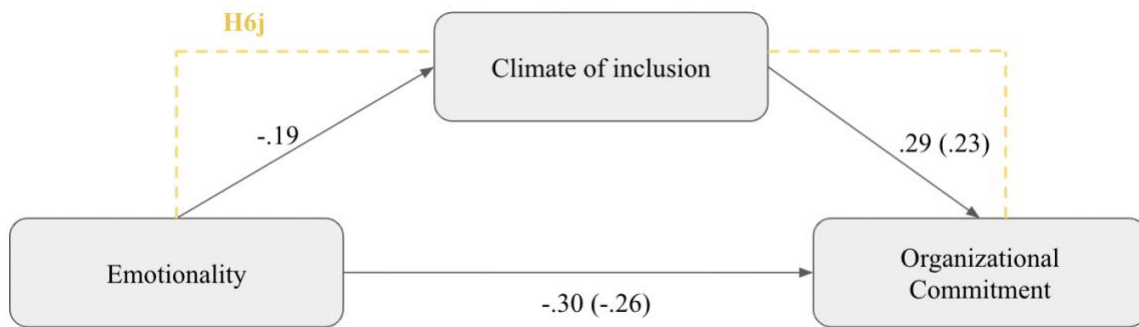 H6j
Climate of inclusion
-.19
.29 (.23)
Emotionality
Organizational
Commitment
-.30 (-.26)